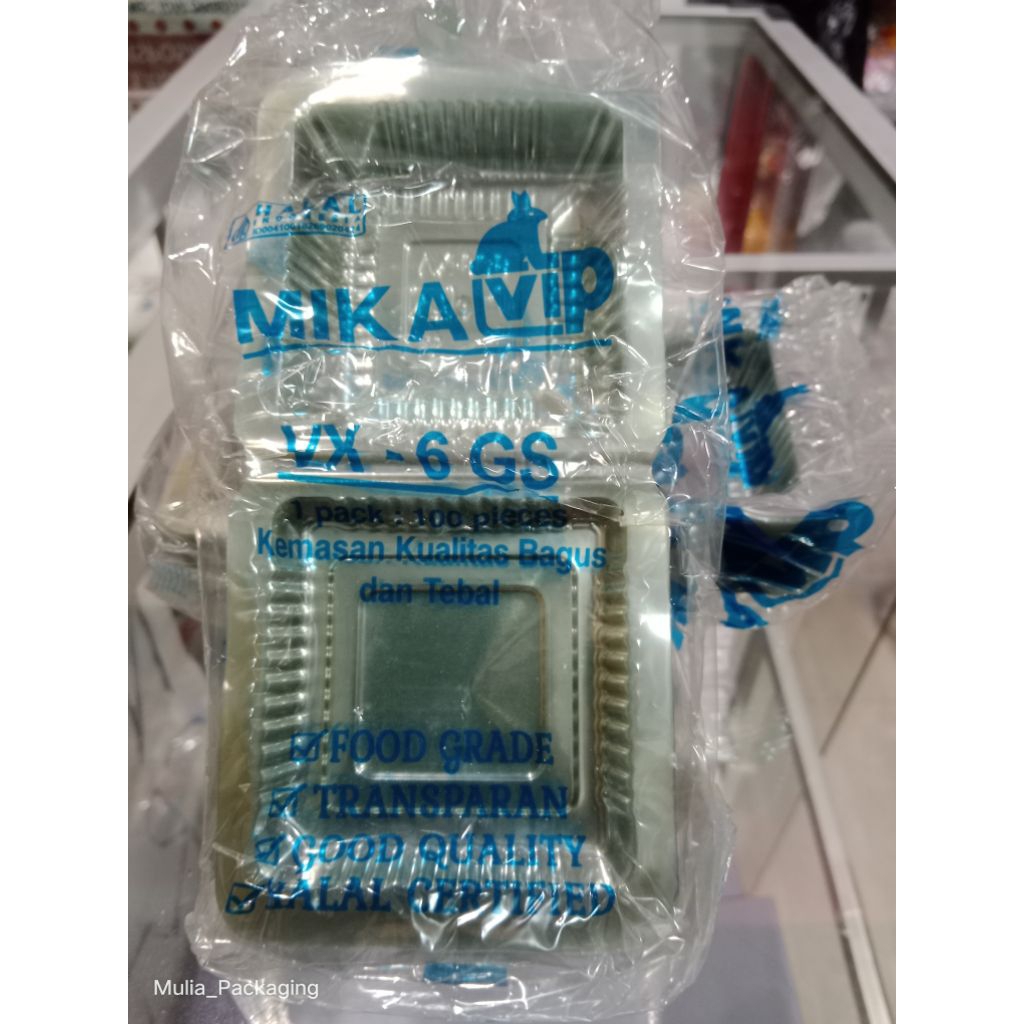 HALAL
INDONESIA
MIKA VIP
VX - 6 GS
1 pack : 100 pieces
Kemasan Kualitas Bagus
dan Tebal
FOOD GRADE
TRANSPARAN
GOOD QUALITY
HALAL CERTIFIED
Mulia_Packaging